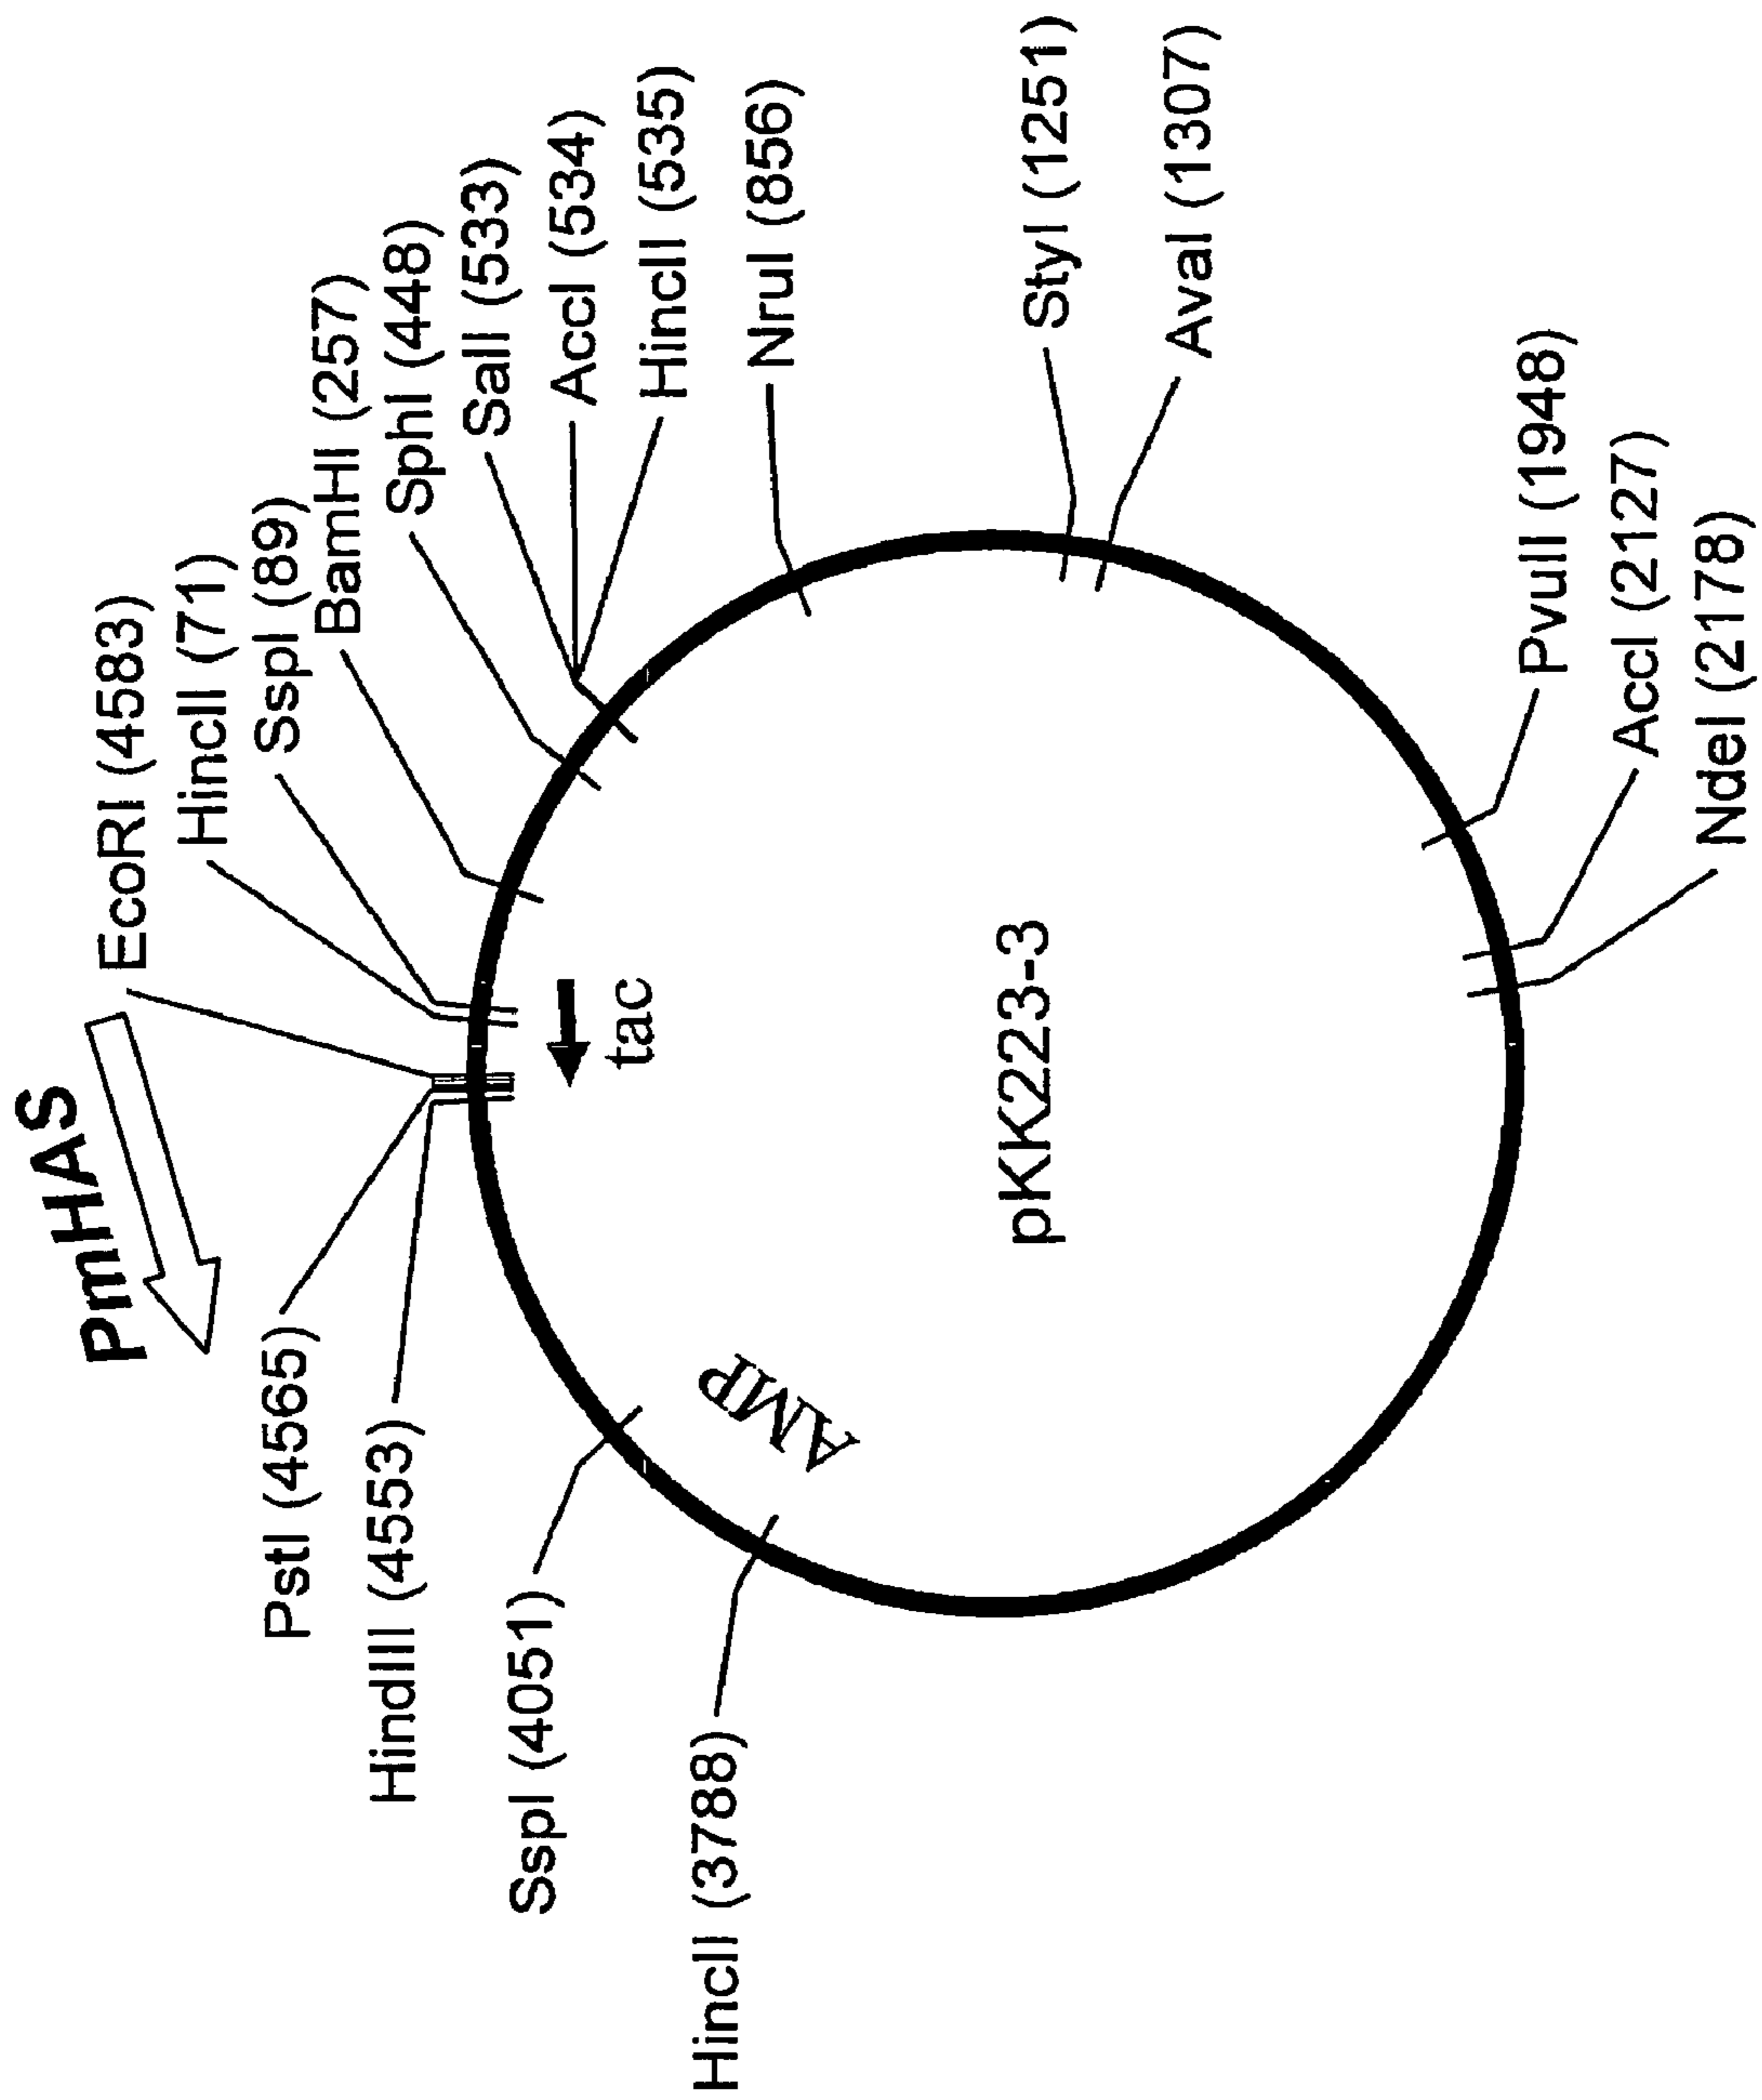 PmHAS
EcoRI (4583)
HincII (71)
SspI (89)
BamHI (257)
SphI (448)
SalI (533)
AccI (534)
HincII (535)
NruI (856)
StyI (1251)
AvaI (1307)
PvuII (1948)
AccI (2127)
NdeI (2178)
PstI (4565)
HindIII (4553)
SspI (4051)
HincII (3788)
tac
AMP
pKK223-3